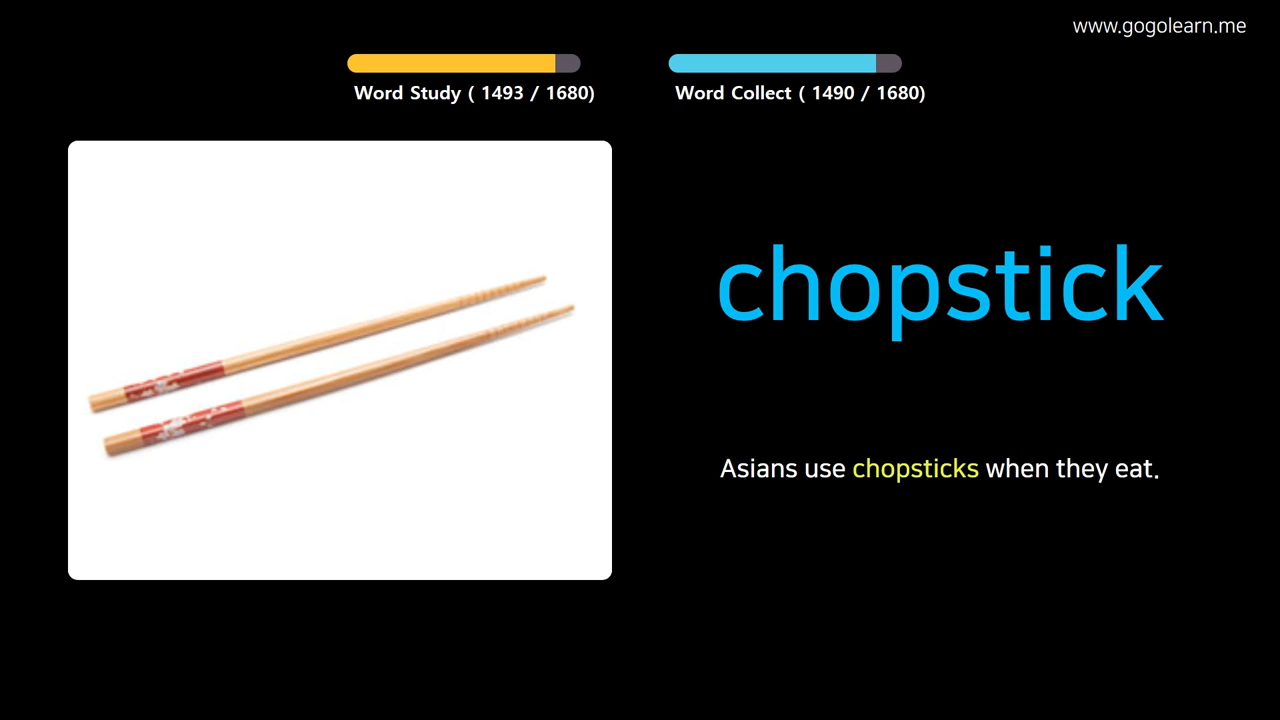 www.gogolearn.me
Word Study ( 1493 / 1680)
Word Collect ( 1490 / 1680)
chopstick
Asians use chopsticks when they eat.